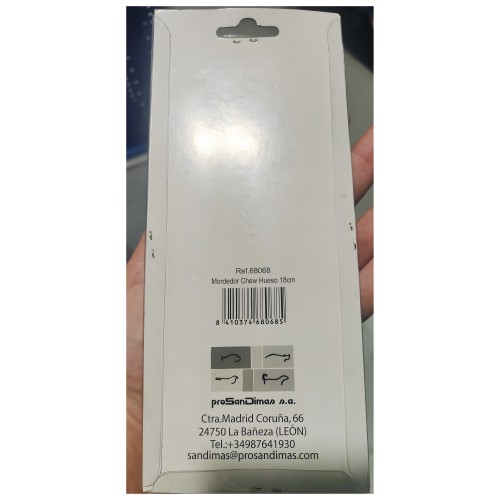 Ref.68068
Mordedor Chew Hueso 18cm
8 410374 680685
proSanDimas s.a.
Ctra.Madrid Coruña, 66
24750 La Bañeza (LEÓN)
Tel.:+34987641930
sandimas@prosandimas.com